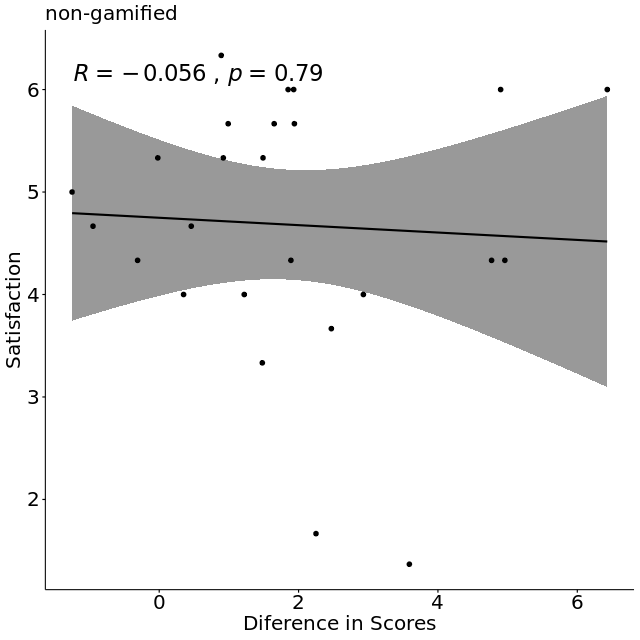 non-gamified
R = −0.056 , p = 0.79
6
5
4
3
2
Satisfaction
0 2 4 6
Diference in Scores